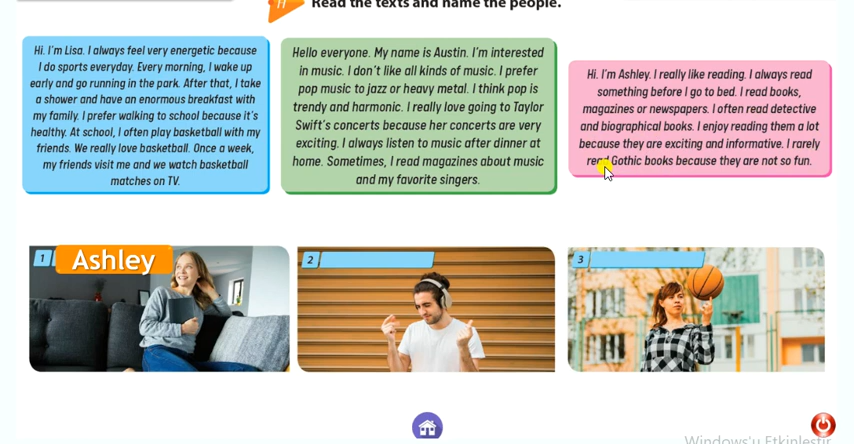 H Read the texts and name the people.
Hi. I'm Lisa. I always feel very energetic because
I do sports everyday. Every morning, I wake up
early and go running in the park. After that, I take
a shower and have an enormous breakfast with
my family. I prefer walking to school because it's
healthy. At school, I often play basketball with my
friends. We really love basketball. Once a week,
my friends visit me and we watch basketball
matches on TV.
Hello everyone. My name is Austin. I'm interested
in music. I don't like all kinds of music. I prefer
pop music to jazz or heavy metal. I think pop is
trendy and harmonic. I really love going to Taylor
Swift's concerts because her concerts are very
exciting. I always listen to music after dinner at
home. Sometimes, I read magazines about music
and my favorite singers.
Hi. I'm Ashley. I really like reading. I always read
something before I go to bed. I read books,
magazines or newspapers. I often read detective
and biographical books. I enjoy reading them a lot
because they are exciting and informative. I rarely
read Gothic books because they are not so fun.
1 Ashley
2
3
Windows'u Etkinleştir